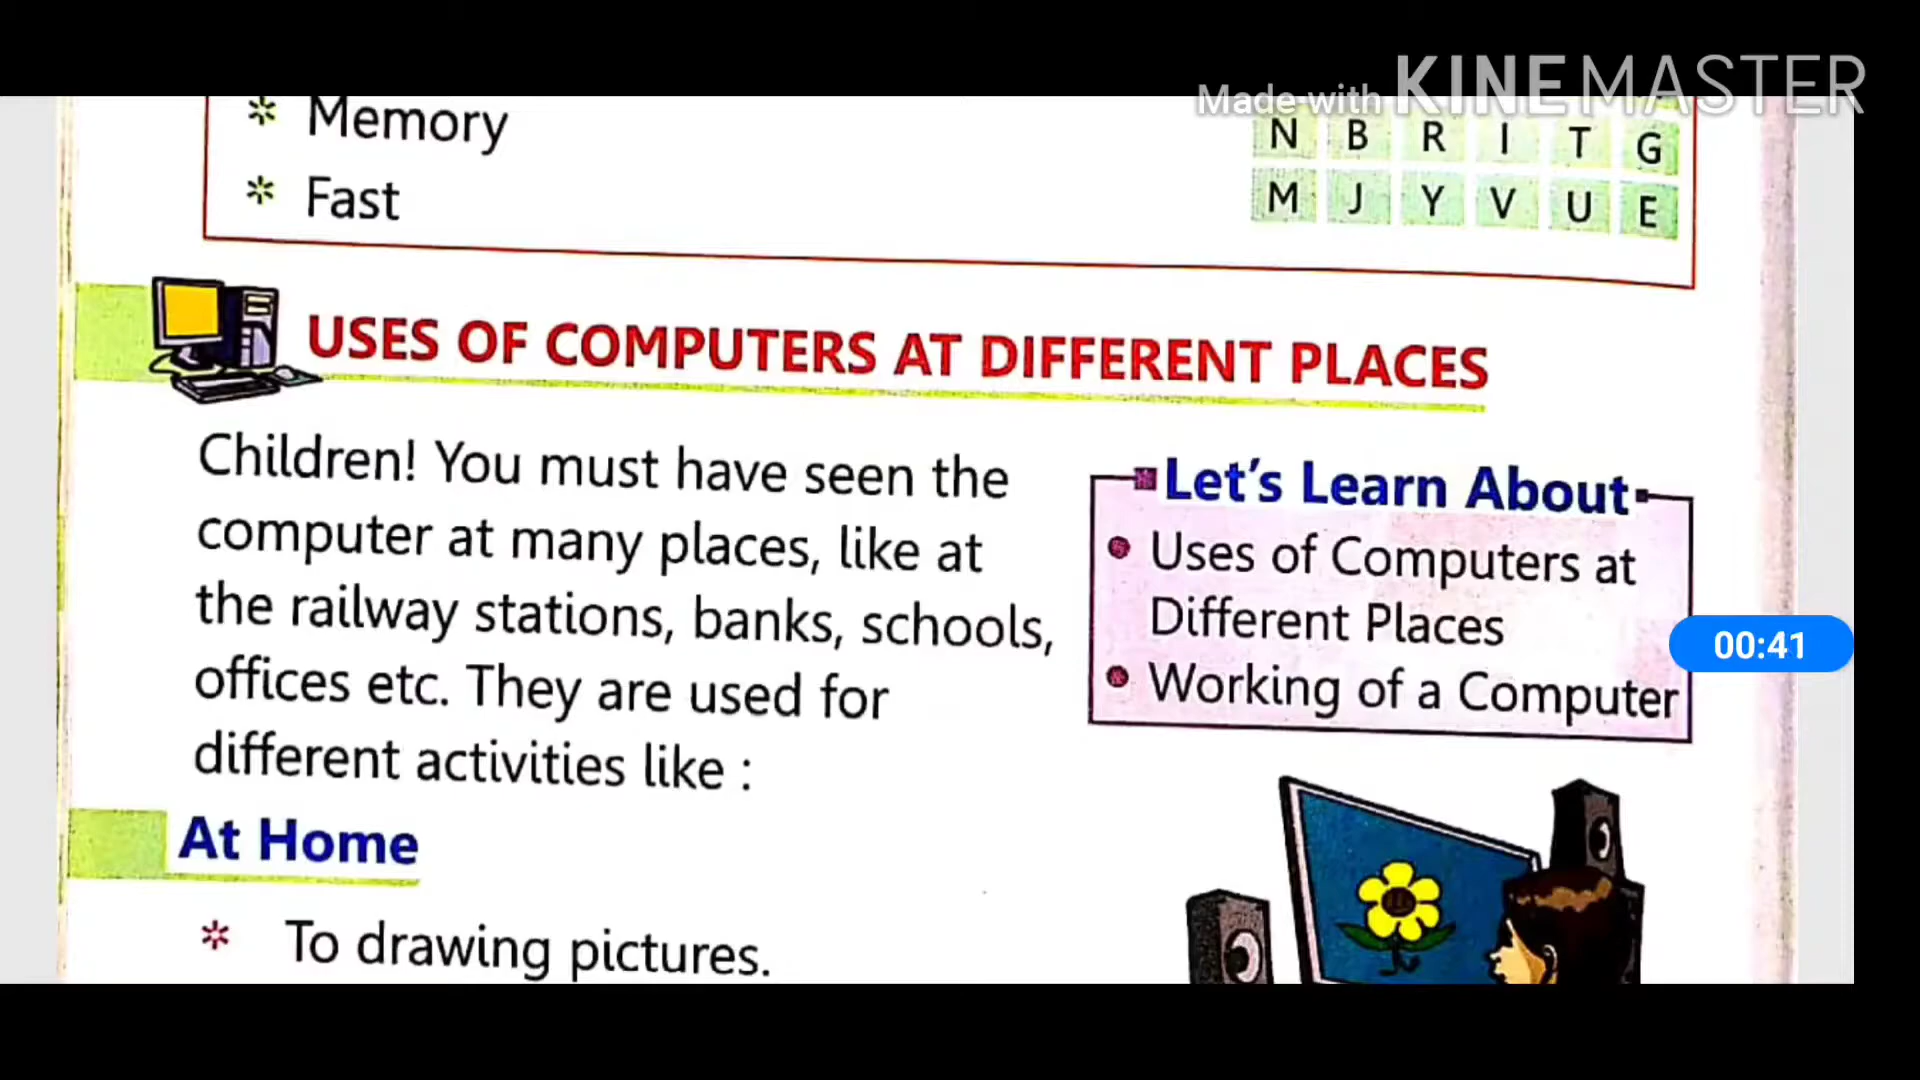 Made with KINEMASTER
* Memory
* Fast
N B R I T G
M J Y V U E
USES OF COMPUTERS AT DIFFERENT PLACES
Children! You must have seen the
computer at many places, like at
the railway stations, banks, schools,
offices etc. They are used for
different activities like :
Let's Learn About
• Uses of Computers at
Different Places
• Working of a Computer
00:41
At Home
* To drawing pictures.